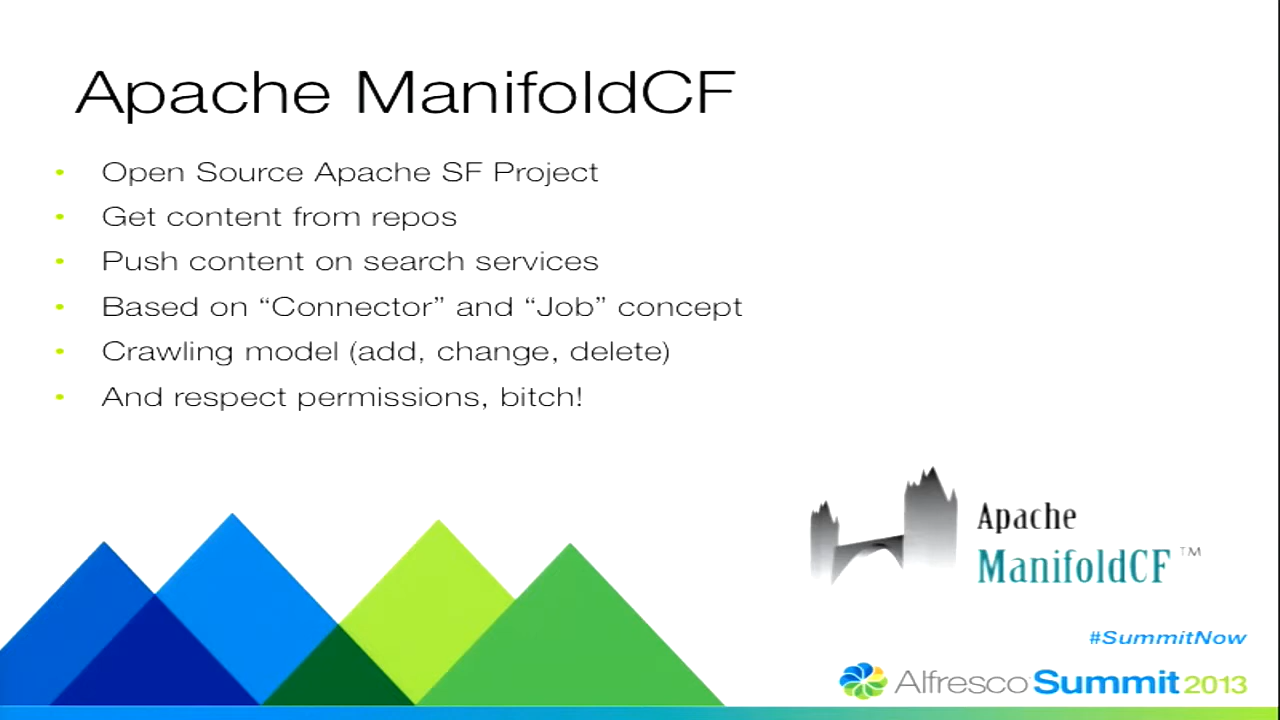 Apache ManifoldCF
• Open Source Apache SF Project
• Get content from repos
• Push content on search services
• Based on “Connector” and “Job” concept
• Crawling model (add, change, delete)
• And respect permissions, bitch!
Apache
ManifoldCF™
#SummitNow
Alfresco Summit 2013